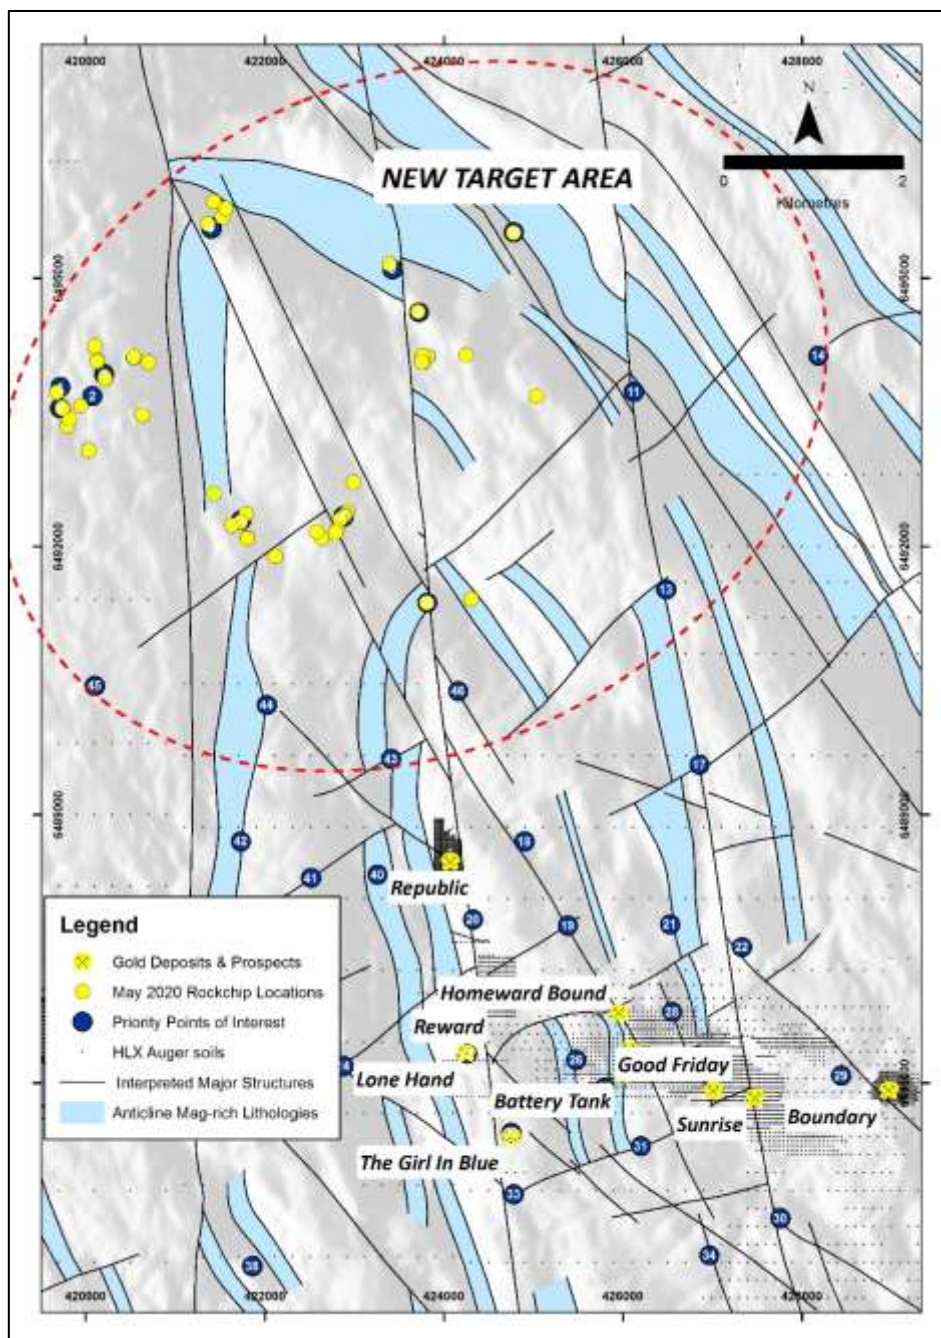 420000 422000 424000 426000 428000
N
NEW TARGET AREA
0 2
Kilometres
6495000 6495000
14
2
11
6492000 6492000
13
45
46
44
43
17
6489000 6489000
42
18
41
40
Republic
20
19
21
22
Legend
Gold Deposits & Prospects
May 2020 Rockchip Locations
Priority Points of Interest
HLX Auger soils
Interpreted Major Structures
Anticline Mag-rich Lithologies
Homeward Bound
28
Reward
Good Friday
26
Lone Hand
29
Battery Tank
Sunrise
Boundary
The Girl In Blue
31
33
30
34
38
420000 422000 424000 426000 428000